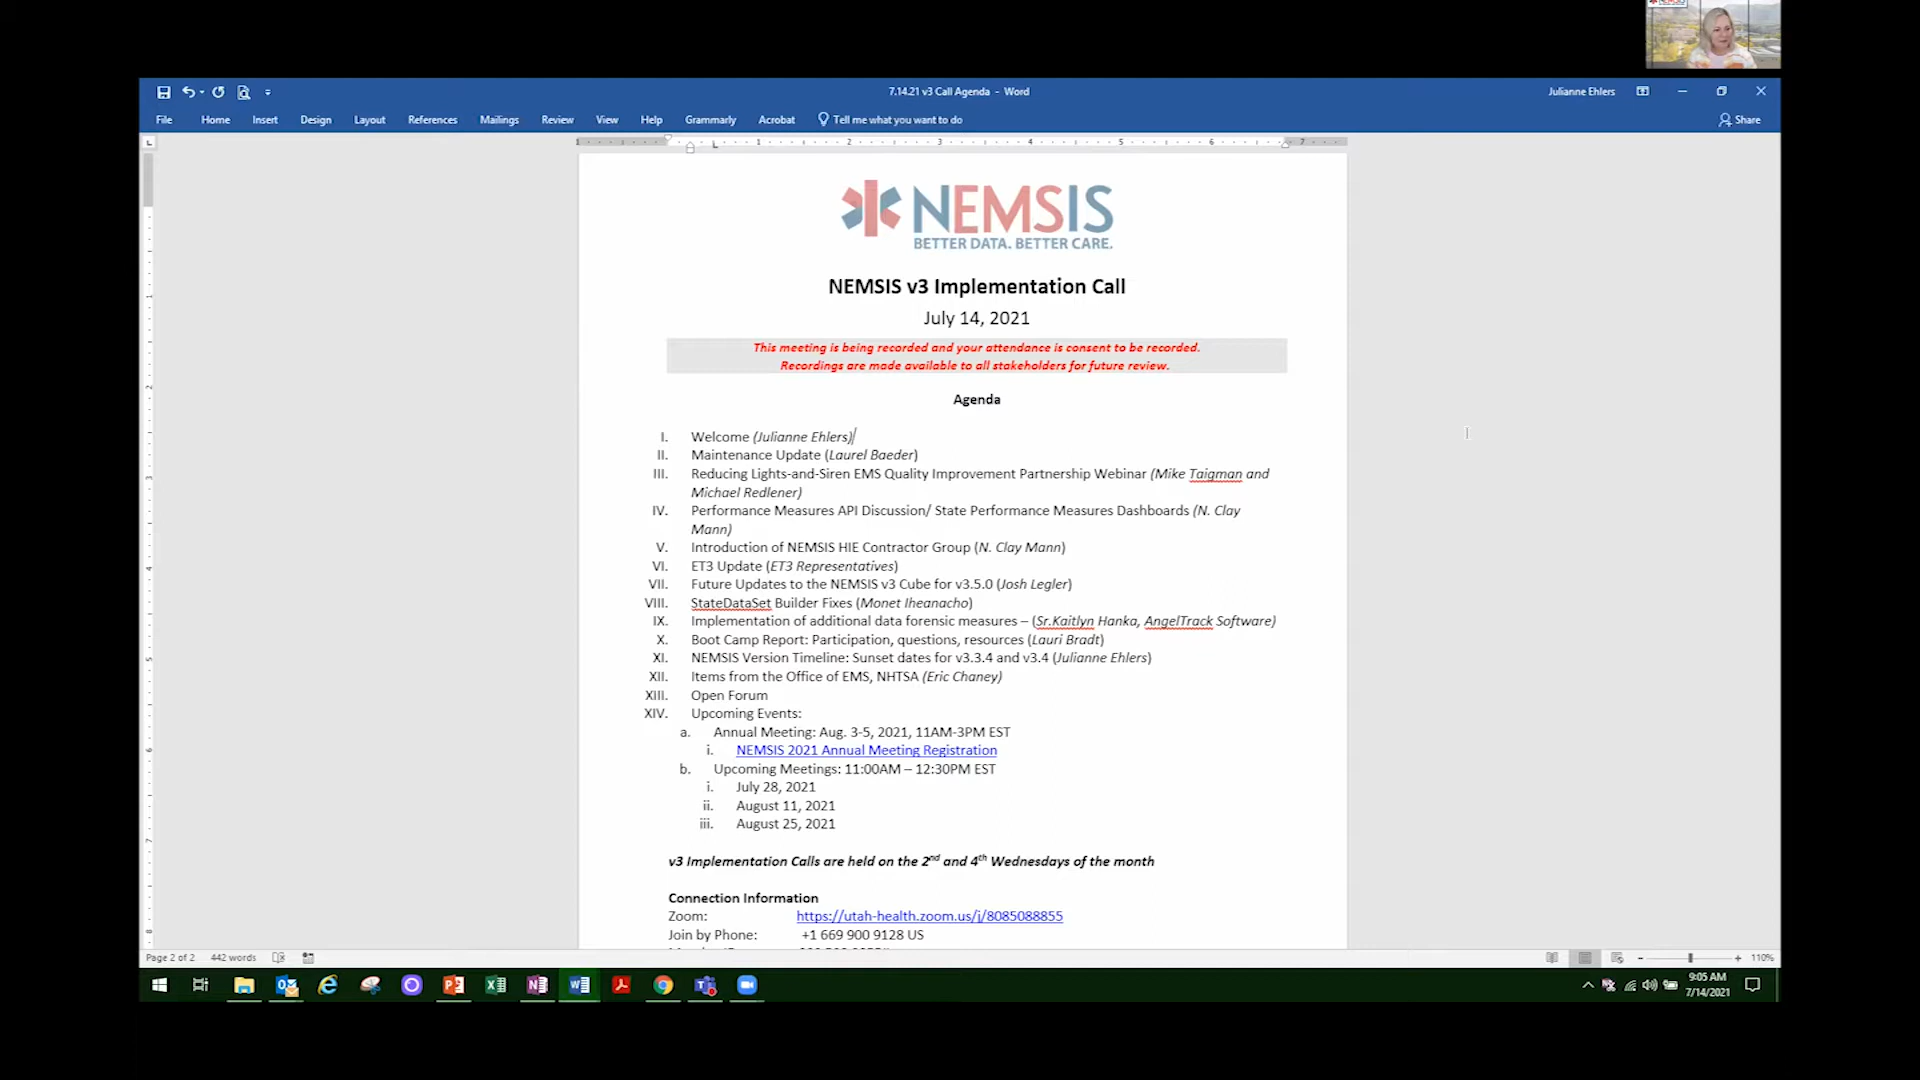 NEMSIS
7.14.21 v3 Call Agenda - Word
Julianne Ehlers
File Home Insert Design Layout References Mailings Review View Help Grammarly Acrobat Tell me what you want to do Share
1 1 2 3 4 5 6 7
NEMSIS
BETTER DATA. BETTER CARE.
NEMSIS v3 Implementation Call
July 14, 2021
This meeting is being recorded and your attendance is consent to be recorded.
Recordings are made available to all stakeholders for future review.
Agenda
I. Welcome (Julianne Ehlers)
II. Maintenance Update (Laurel Baeder)
III. Reducing Lights-and-Siren EMS Quality Improvement Partnership Webinar (Mike Taigman and
Michael Redlener)
IV. Performance Measures API Discussion/ State Performance Measures Dashboards (N. Clay
Mann)
V. Introduction of NEMSIS HIE Contractor Group (N. Clay Mann)
VI. ET3 Update (ET3 Representatives)
VII. Future Updates to the NEMSIS v3 Cube for v3.5.0 (Josh Legler)
VIII. StateDataSet Builder Fixes (Monet Iheanacho)
IX. Implementation of additional data forensic measures – (Sr.Kaitlyn Hanka, AngelTrack Software)
X. Boot Camp Report: Participation, questions, resources (Lauri Bradt)
XI. NEMSIS Version Timeline: Sunset dates for v3.3.4 and v3.4 (Julianne Ehlers)
XII. Items from the Office of EMS, NHTSA (Eric Chaney)
XIII. Open Forum
XIV. Upcoming Events:
a. Annual Meeting: Aug. 3-5, 2021, 11AM-3PM EST
i. NEMSIS 2021 Annual Meeting Registration
b. Upcoming Meetings: 11:00AM – 12:30PM EST
i. July 28, 2021
ii. August 11, 2021
iii. August 25, 2021
v3 Implementation Calls are held on the 2nd and 4th Wednesdays of the month
Connection Information
Zoom: https://utah-health.zoom.us/j/8085088855
Join by Phone: +1 669 900 9128 US
Page 2 of 2 442 words 110%
9:05 AM
7/14/2021